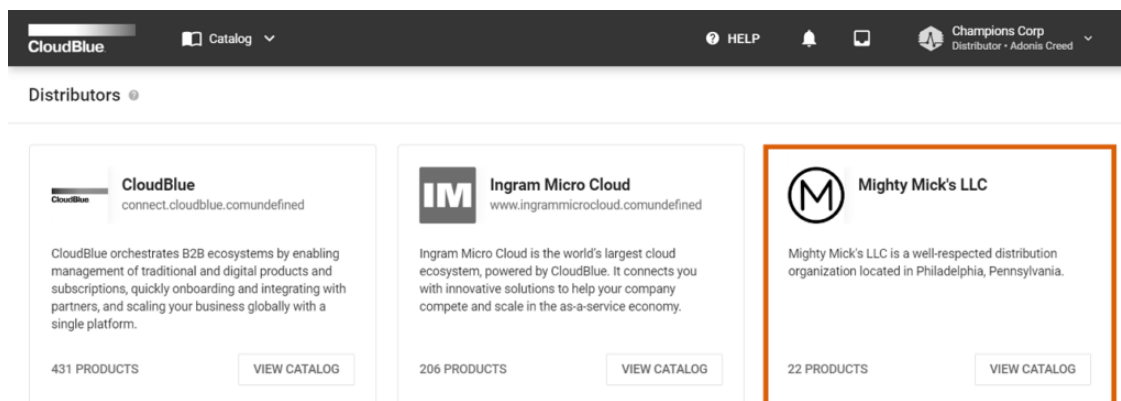 CloudBlue
Catalog
HELP
Champions Corp
Distributor • Adonis Creed
Distributors
CloudBlue
CloudBlue
connect.cloudblue.comundefined
CloudBlue orchestrates B2B ecosystems by enabling
management of traditional and digital products and
subscriptions, quickly onboarding and integrating with
partners, and scaling your business globally with a
single platform.
431 PRODUCTS
VIEW CATALOG
IM
Ingram Micro Cloud
www.ingrammicrocloud.comundefined
Ingram Micro Cloud is the world's largest cloud
ecosystem, powered by CloudBlue. It connects you
with innovative solutions to help your company
compete and scale in the as-a-service economy.
206 PRODUCTS
VIEW CATALOG
M
Mighty Mick's LLC
Mighty Mick's LLC is a well-respected distribution
organization located in Philadelphia, Pennsylvania.
22 PRODUCTS
VIEW CATALOG